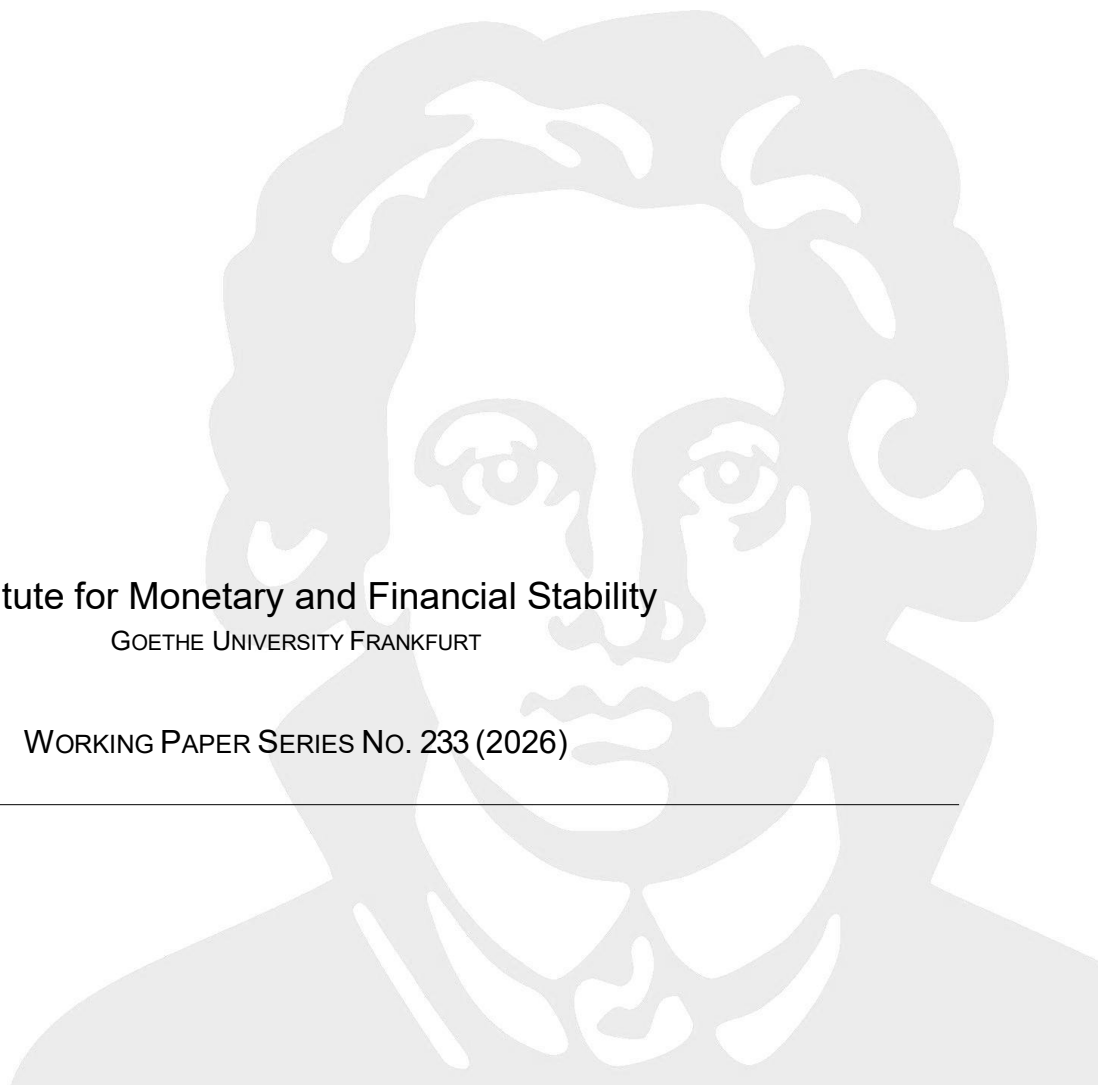 tute for Monetary and Financial Stability
GOETHE UNIVERSITY FRANKFURT
WORKING PAPER SERIES NO. 233 (2026)